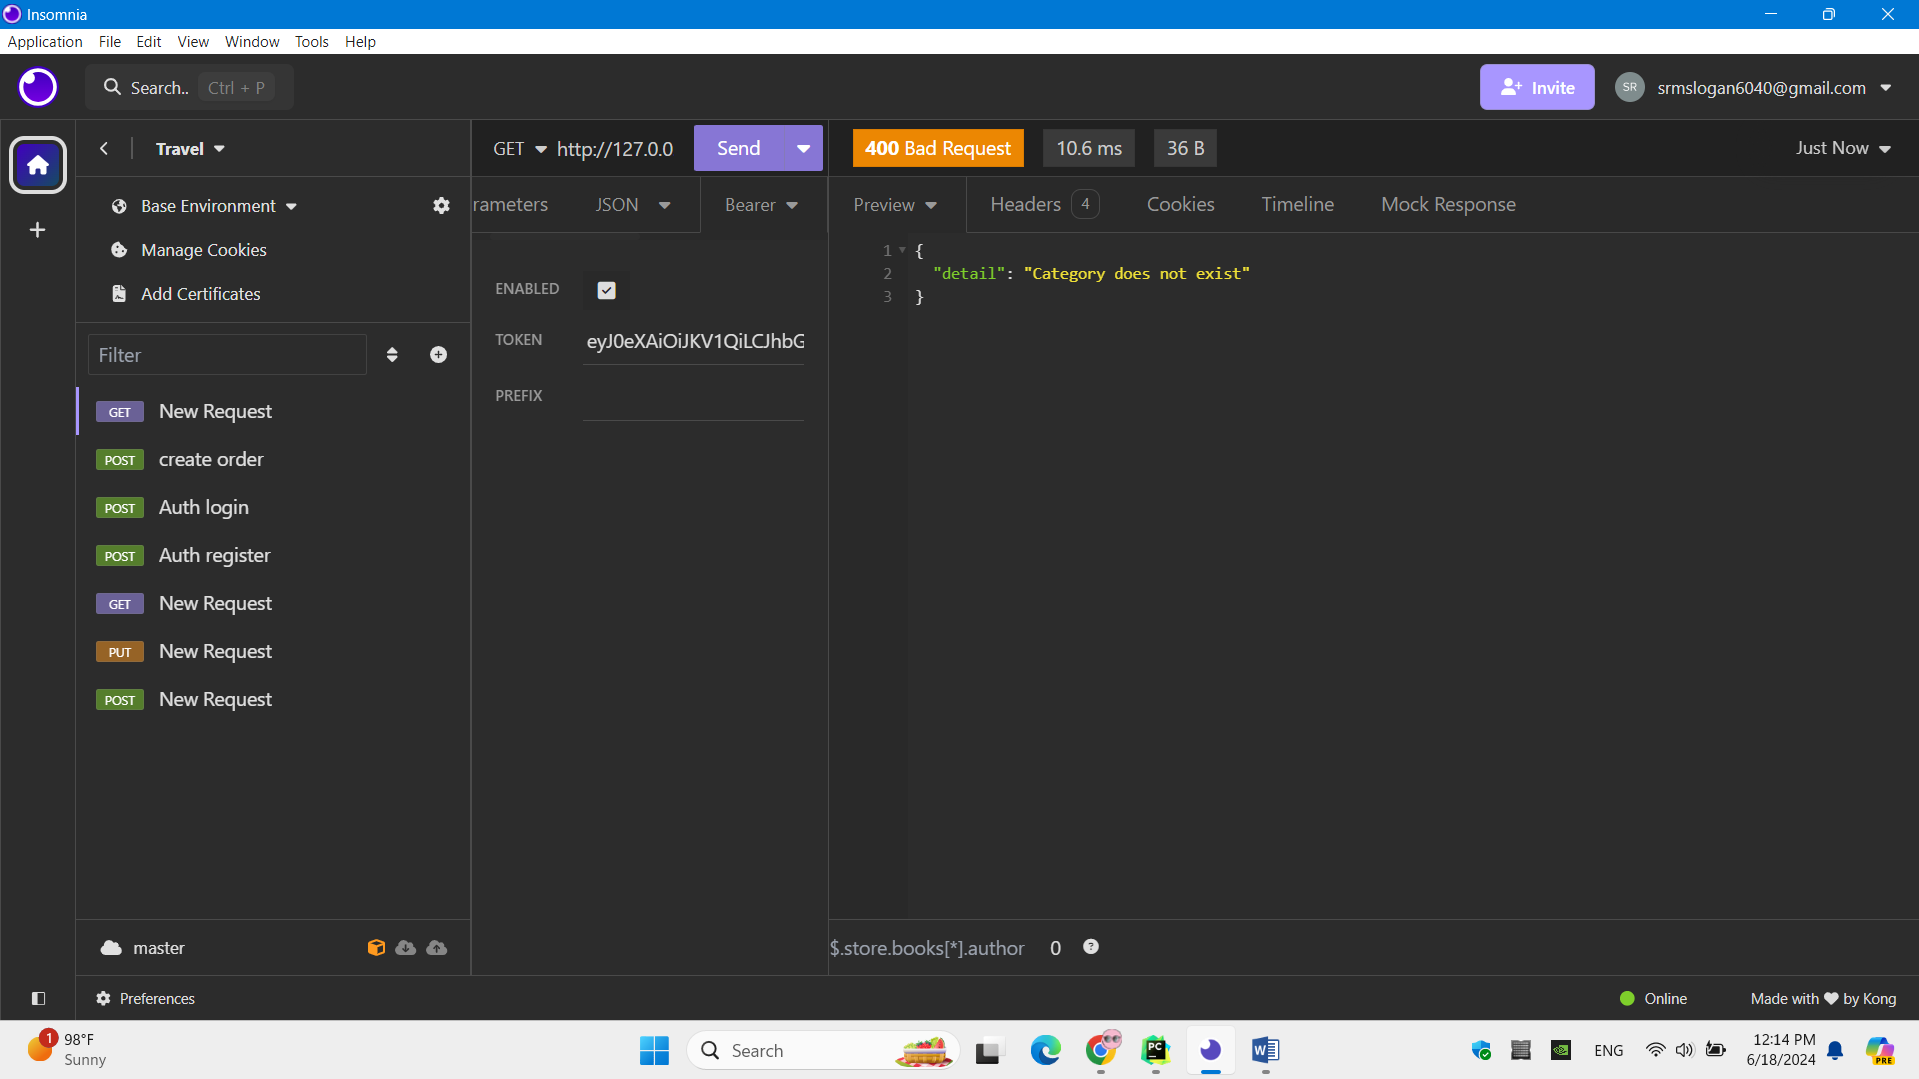 Insomnia
Application File Edit View Window Tools Help
Search.. Ctrl + P
Invite
SR srmslogan6040@gmail.com
Travel
GET http://127.0.0 Send
400 Bad Request 10.6 ms 36 B
Just Now
Base Environment
Manage Cookies
Add Certificates
rameters JSON Bearer
Preview Headers 4 Cookies Timeline Mock Response
ENABLED
TOKEN eyJ0eXAiOiJKV1QiLCJhbG
PREFIX
1 {
2 "detail": "Category does not exist"
3 }
Filter
GET New Request
POST create order
POST Auth login
POST Auth register
GET New Request
PUT New Request
POST New Request
master
$.store.books[*].author 0 ?
Preferences
Online
Made with ❤ by Kong
1 98°F
Sunny
Search
PC
W
ENG
12:14 PM
6/18/2024
PRE